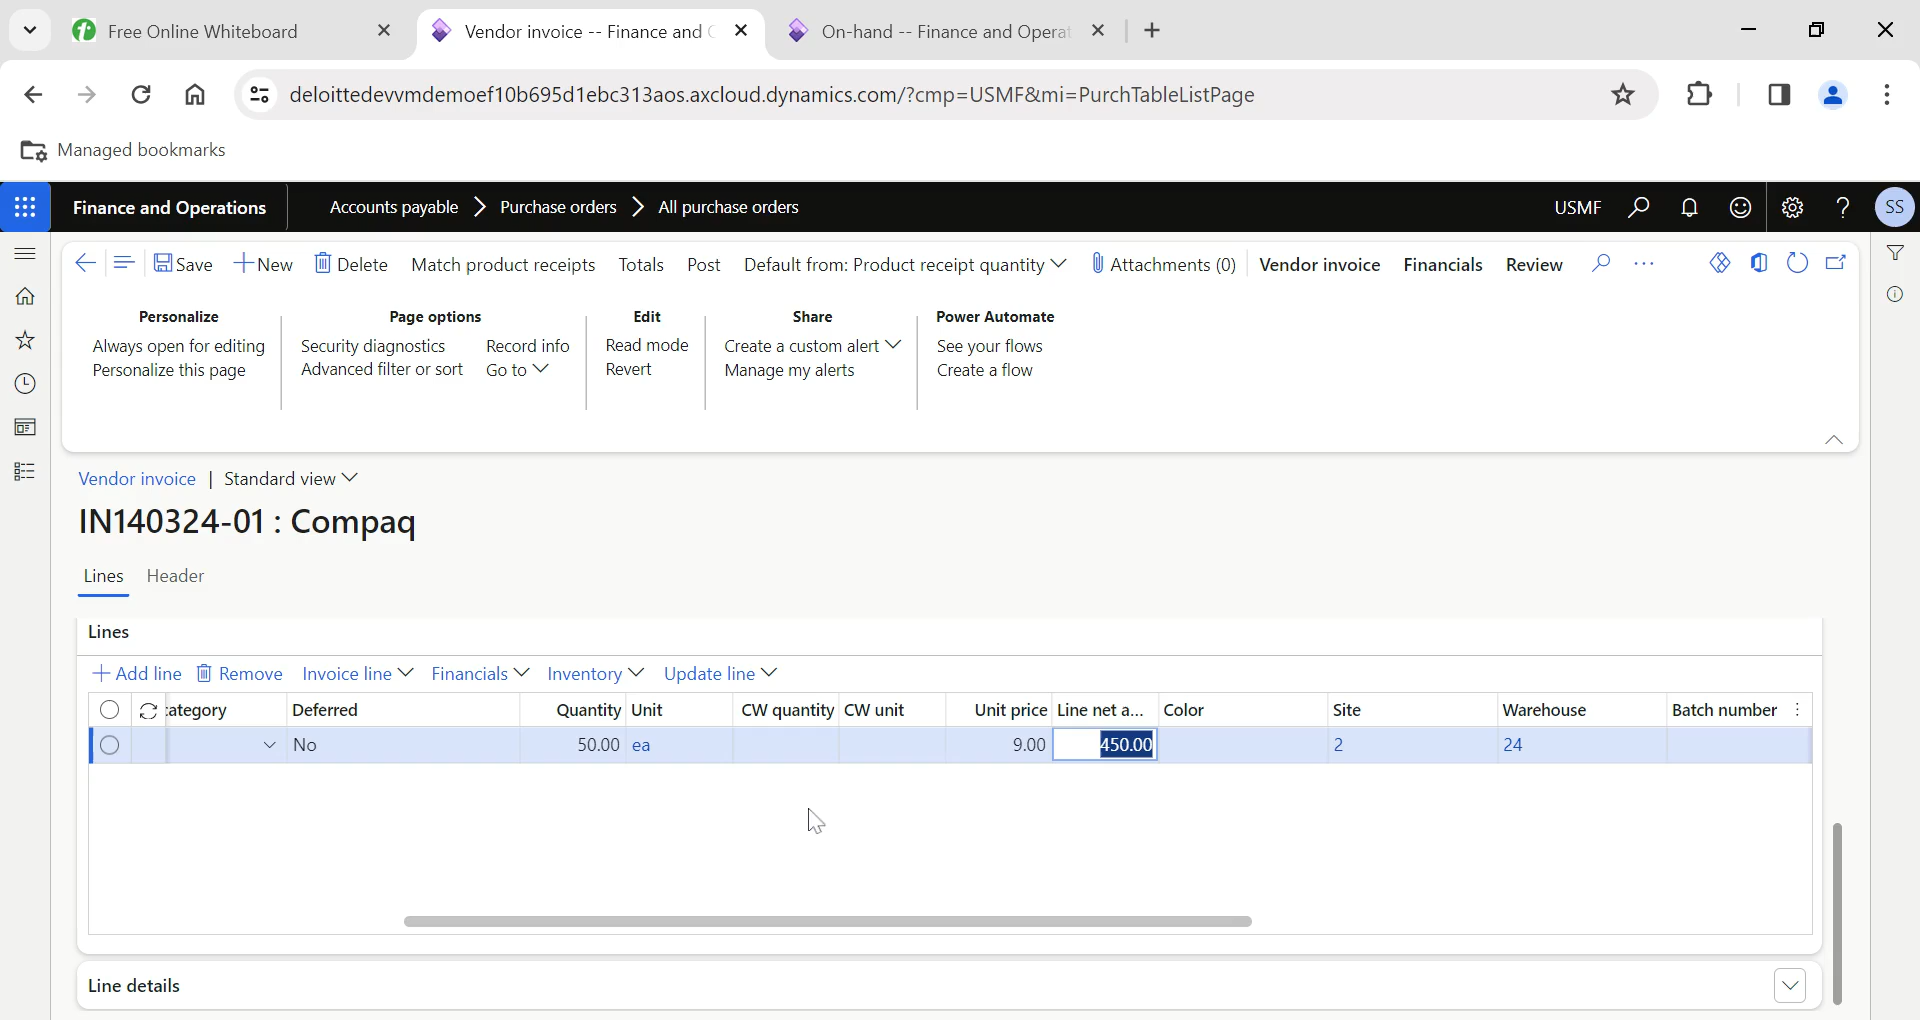 Free Online Whiteboard
Vendor invoice -- Finance and
On-hand -- Finance and Operat
deloittedevvmdemoef10b695d1ebc313aos.axcloud.dynamics.com/?cmp=USMF&mi=PurchTableListPage
Managed bookmarks
Finance and Operations Accounts payable Purchase orders All purchase orders USMF SS
Save New Delete Match product receipts Totals Post Default from: Product receipt quantity Attachments (0) Vendor invoice Financials Review ...
Personalize Page options Edit Share Power Automate
Always open for editing Security diagnostics Record info Read mode Create a custom alert See your flows
Personalize this page Advanced filter or sort Go to Revert Manage my alerts Create a flow
Vendor invoice | Standard view
IN140324-01 : Compaq
Lines Header
Lines
Add line Remove Invoice line Financials Inventory Update line
ategory Deferred Quantity Unit CW quantity CW unit Unit price Line net a... Color Site Warehouse Batch number
No 50.00 ea 9.00 450.00 2 24
Line details